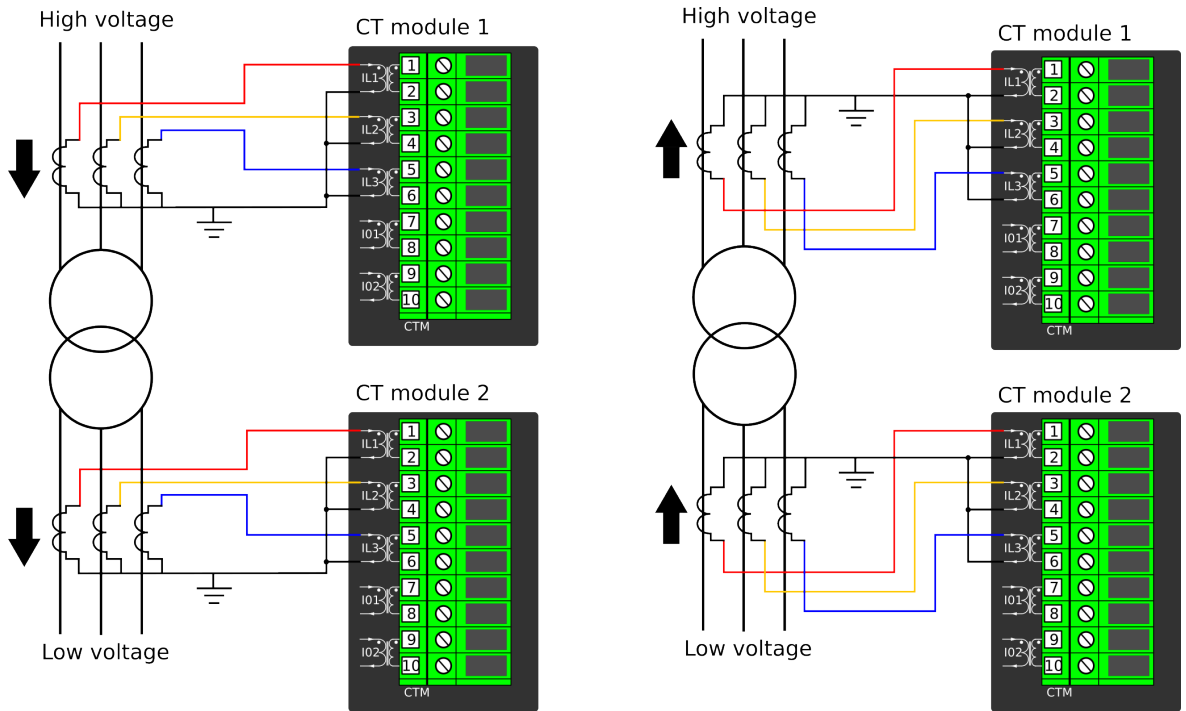 High voltage
CT module 1
IL1
1
2
IL2
3
4
IL3
5
6
I01
7
8
I02
9
10
CTM
CT module 2
IL1
1
2
IL2
3
4
IL3
5
6
I01
7
8
I02
9
10
CTM
Low voltage
High voltage
CT module 1
IL1
1
2
IL2
3
4
IL3
5
6
I01
7
8
I02
9
10
CTM
CT module 2
IL1
1
2
IL2
3
4
IL3
5
6
I01
7
8
I02
9
10
CTM
Low voltage